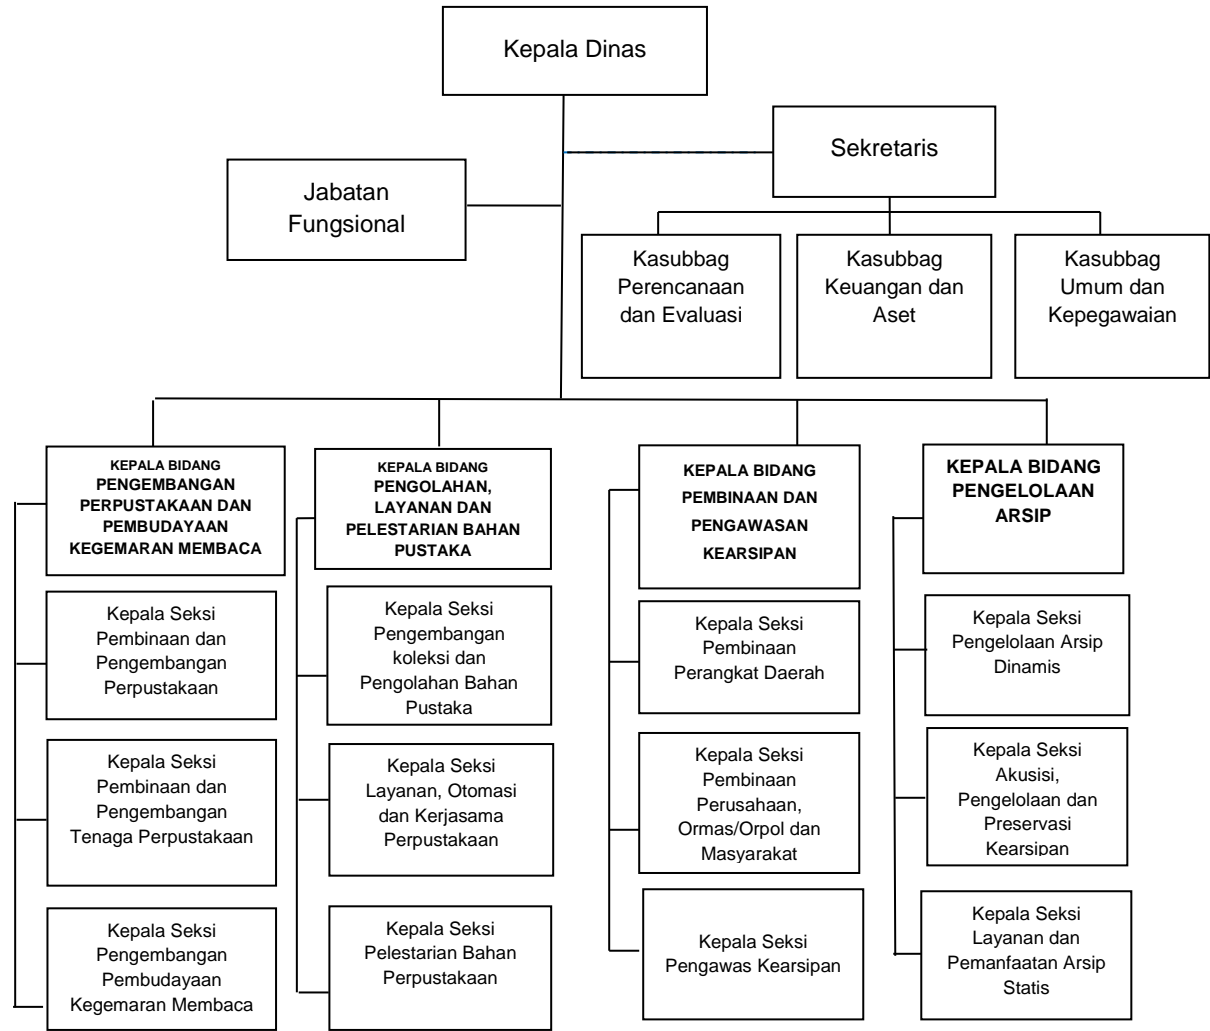 Kepala Dinas
Sekretaris
Jabatan
Fungsional
Kasubbag
Perencanaan
dan Evaluasi
Kasubbag
Keuangan dan
Aset
Kasubbag
Umum dan
Kepegawaian
KEPALA BIDANG
PENGEMBANGAN
PERPUSTAKAAN DAN
PEMBUDAYAAN
KEGEMARAN MEMBACA
KEPALA BIDANG
PENGOLAHAN,
LAYANAN DAN
PELESTARIAN BAHAN
PUSTAKA
KEPALA BIDANG
PEMBINAAN DAN
PENGAWASAN
KEARSIPAN
KEPALA BIDANG
PENGELOLAAN
ARSIP
Kepala Seksi
Pembinaan dan
Pengembangan
Perpustakaan
Kepala Seksi
Pengembangan
koleksi dan
Pengolahan Bahan
Pustaka
Kepala Seksi
Pembinaan
Perangkat Daerah
Kepala Seksi
Pengelolaan Arsip
Dinamis
Kepala Seksi
Pembinaan dan
Pengembangan
Tenaga Perpustakaan
Kepala Seksi
Layanan, Otomasi
dan Kerjasama
Perpustakaan
Kepala Seksi
Pembinaan
Perusahaan,
Ormas/Orpol dan
Masyarakat
Kepala Seksi
Akusisi,
Pengelolaan dan
Preservasi
Kearsipan
Kepala Seksi
Pengembangan
Pembudayaan
Kegemaran Membaca
Kepala Seksi
Pelestarian Bahan
Perpustakaan
Kepala Seksi
Pengawas Kearsipan
Kepala Seksi
Layanan dan
Pemanfaatan Arsip
Statis